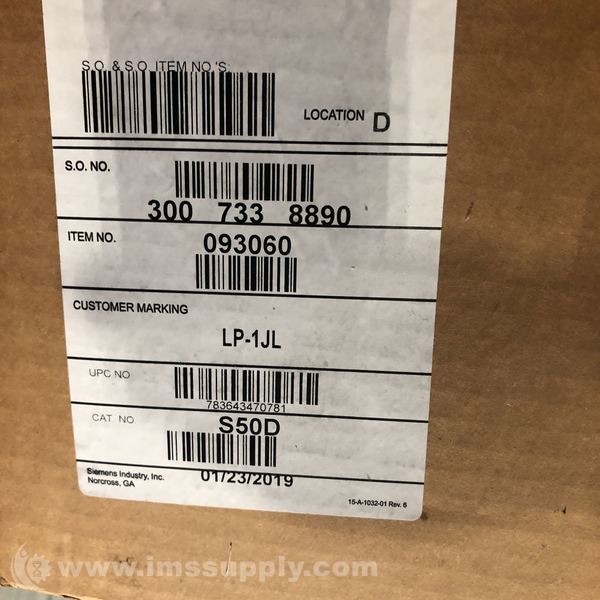 S.O. & S.O. ITEM NO.'S:
LOCATION D
S.O. NO.
300 733 8890
ITEM NO.
093060
CUSTOMER MARKING
LP-1JL
UPC NO
783643470781
CAT NO
S50D
Siemens Industry, Inc.
Norcross, GA
01/23/2019
15-A-1032-01 Rev. 6
www.imssupply.com